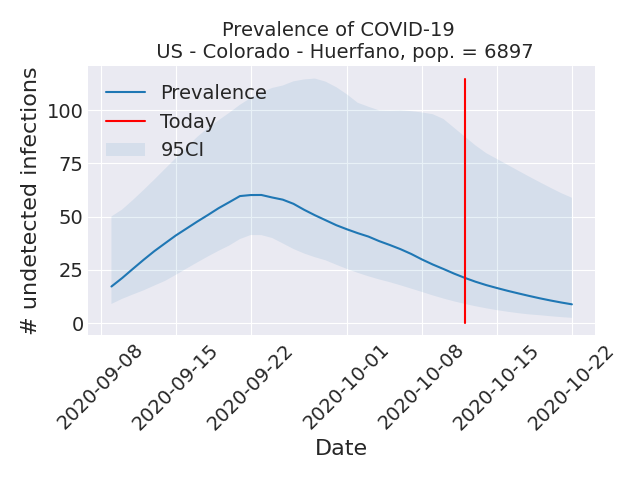 Prevalence of COVID-19
US - Colorado - Huerfano, pop. = 6897
# undetected infections
100
75
50
25
0
Prevalence
Today
95CI
2020-09-08
2020-09-15
2020-09-22
2020-10-01
2020-10-08
2020-10-15
2020-10-22
Date